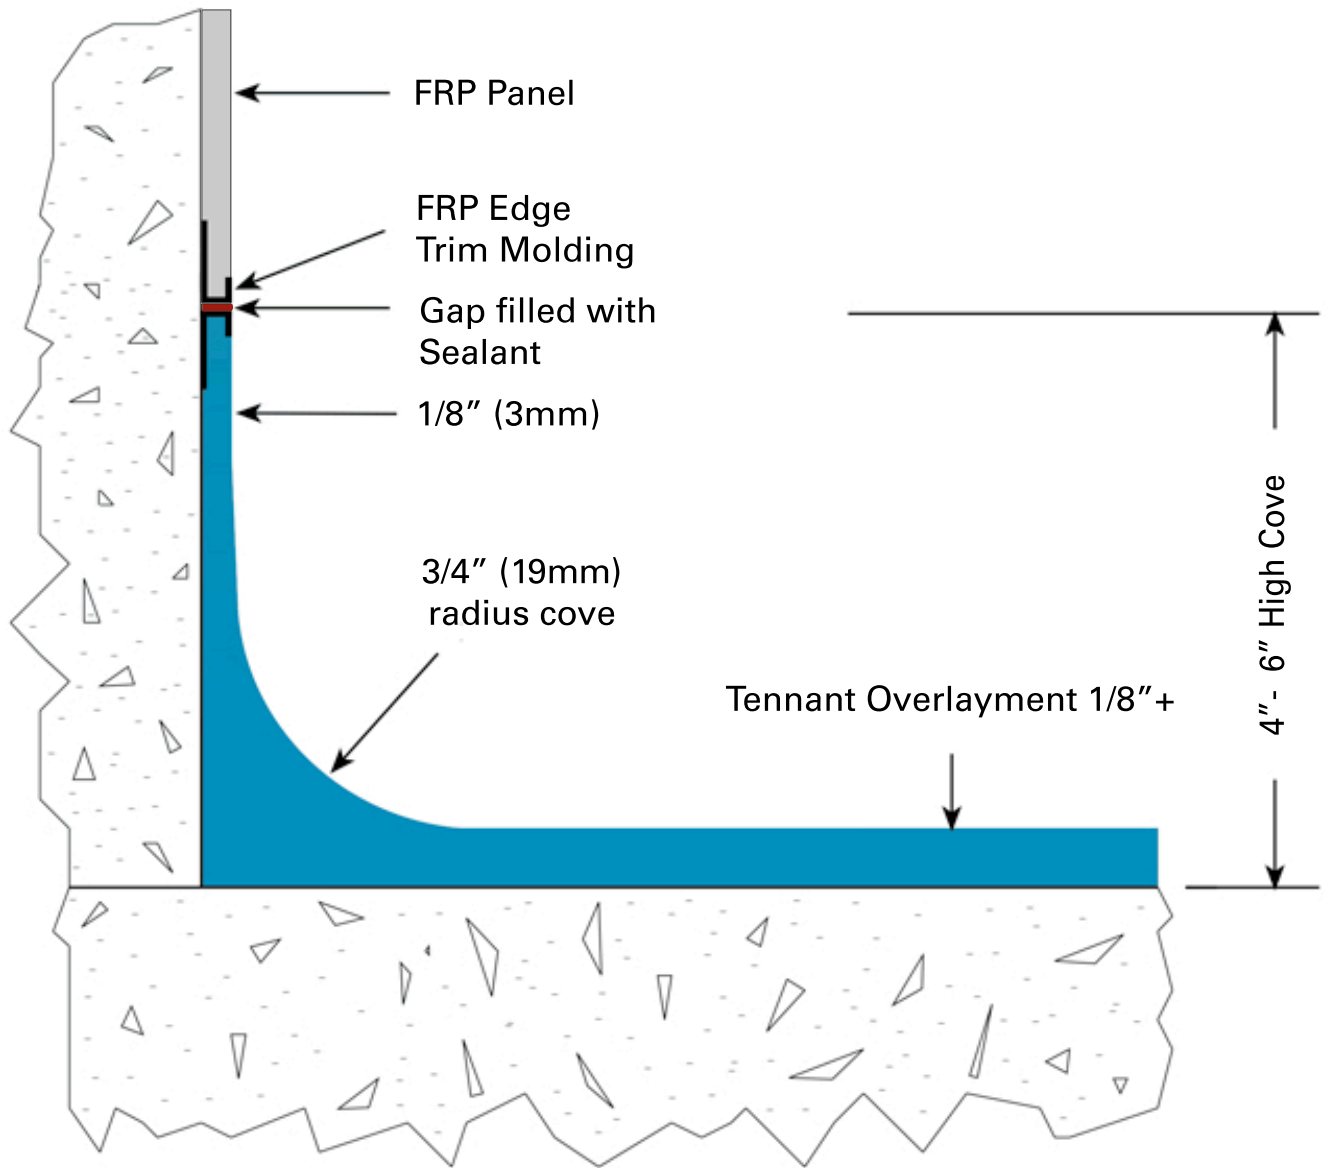 FRP Panel
FRP Edge
Trim Molding
Gap filled with
Sealant
1/8” (3mm)
3/4” (19mm)
radius cove
Tennant Overlayment 1/8”+
4”- 6” High Cove